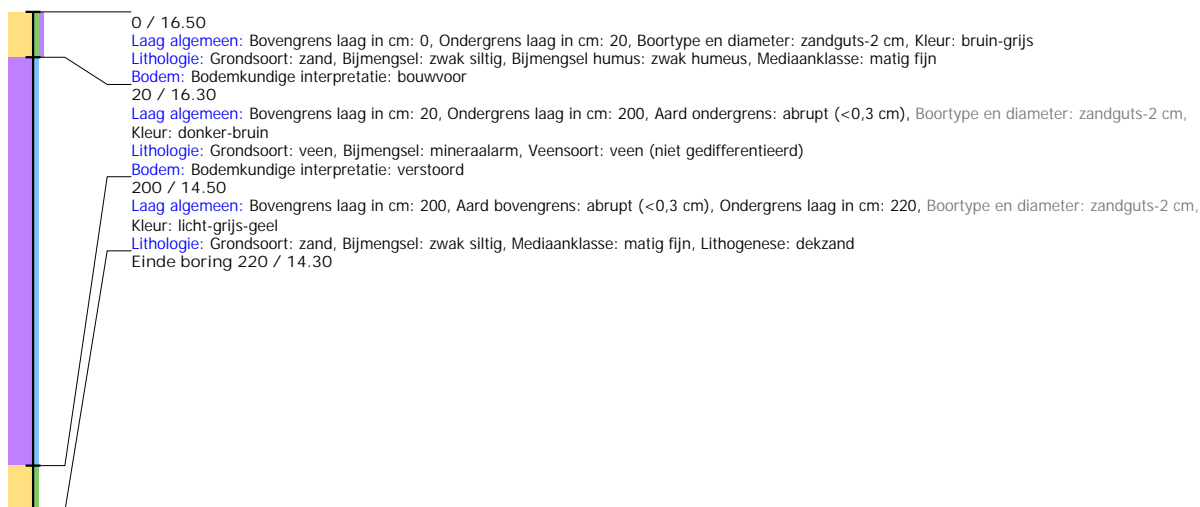 0 / 16.50
Laag algemeen: Bovengrens laag in cm: 0, Ondergrens laag in cm: 20, Boortype en diameter: zandguts-2 cm, Kleur: bruin-grijs
Lithologie: Grondsoort: zand, Bijmengsel: zwak siltig, Bijmengsel humus: zwak humeus, Mediaanklasse: matig fijn
Bodem: Bodemkundige interpretatie: bouwvoor
20 / 16.30
Laag algemeen: Bovengrens laag in cm: 20, Ondergrens laag in cm: 200, Aard ondergrens: abrupt (<0,3 cm), Boortype en diameter: zandguts-2 cm,
Kleur: donker-bruin
Lithologie: Grondsoort: veen, Bijmengsel: mineraalarm, Veensoort: veen (niet gedifferentieerd)
Bodem: Bodemkundige interpretatie: verstoord
200 / 14.50
Laag algemeen: Bovengrens laag in cm: 200, Aard bovengrens: abrupt (<0,3 cm), Ondergrens laag in cm: 220, Boortype en diameter: zandguts-2 cm,
Kleur: licht-grijs-geel
Lithologie: Grondsoort: zand, Bijmengsel: zwak siltig, Mediaanklasse: matig fijn, Lithogenese: dekzand
Einde boring 220 / 14.30